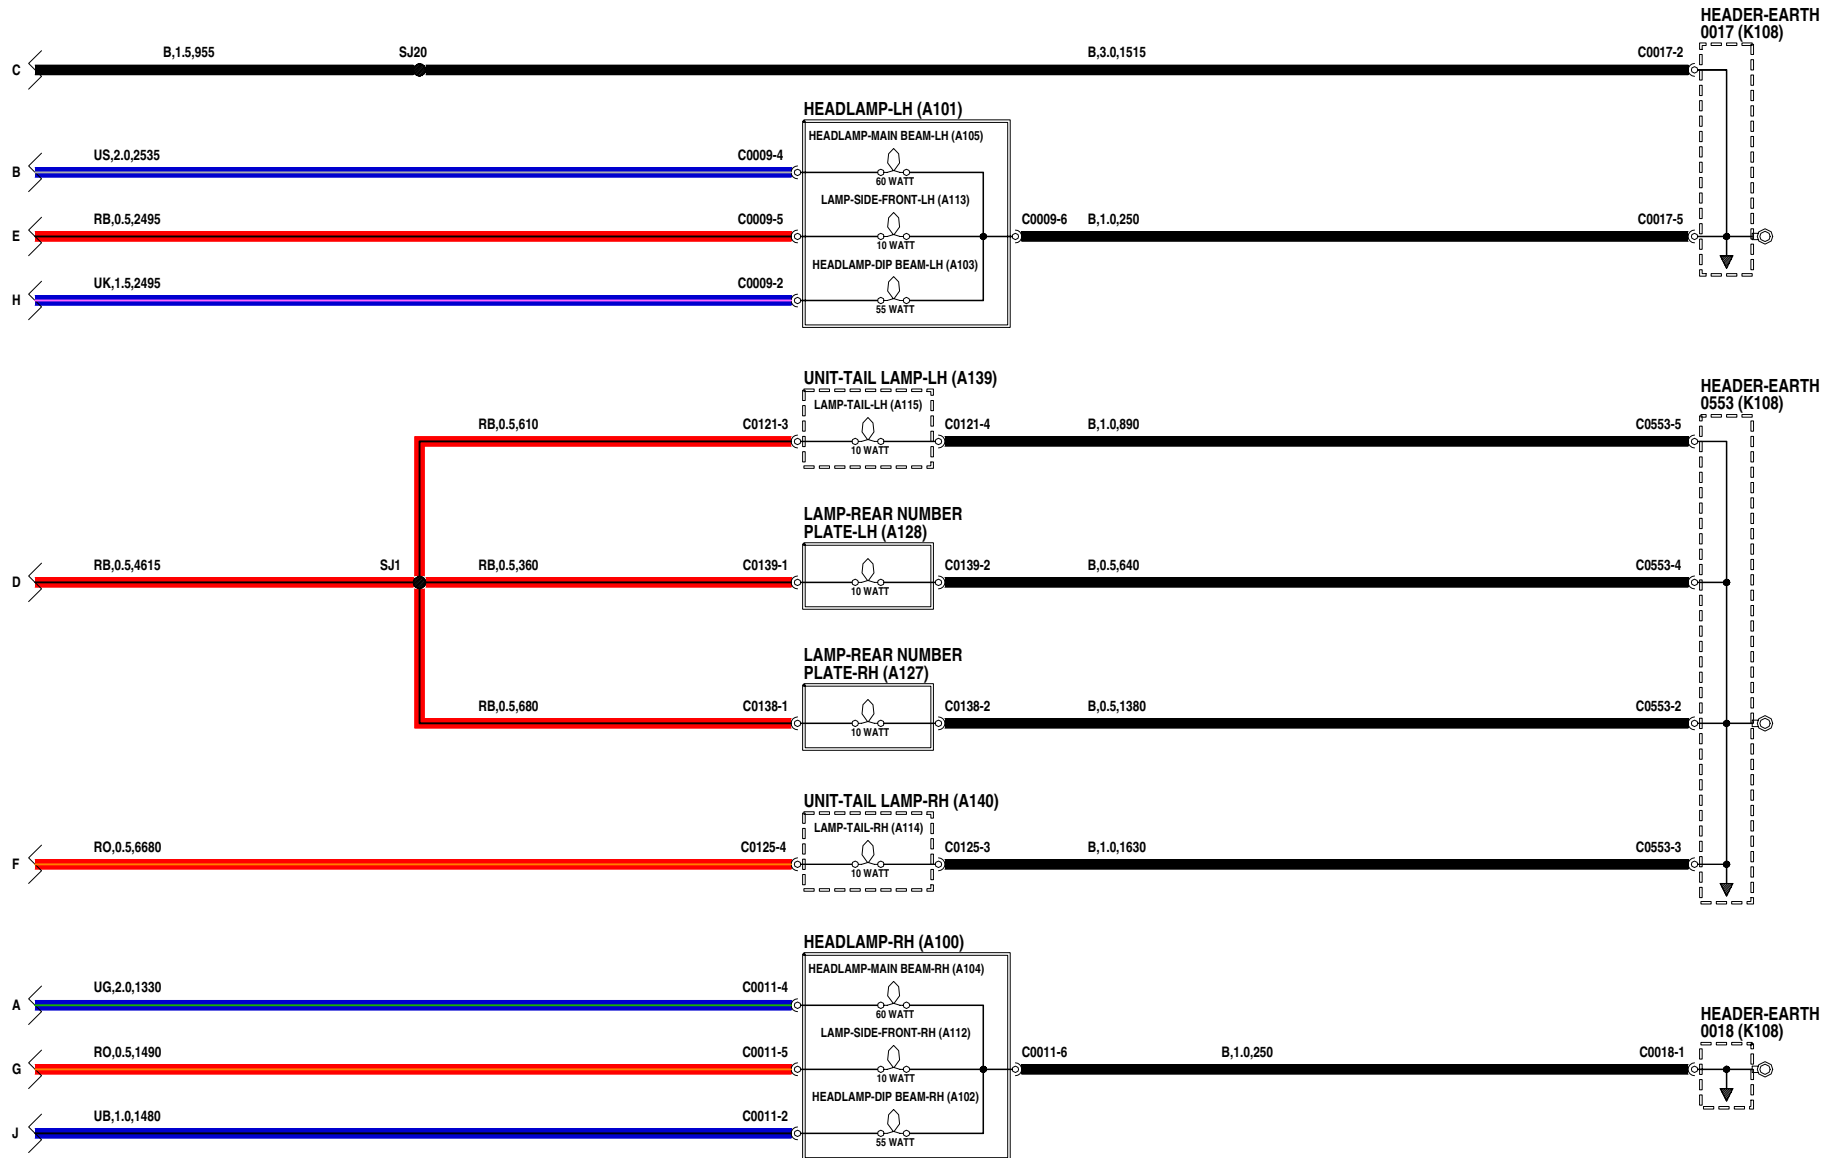 HEADER-EARTH
0017 (K108)
C
B,1.5,955
SJ20
B,3.0,1515
C0017-2
HEADLAMP-LH (A101)
HEADLAMP-MAIN BEAM-LH (A105)
B
US,2.0,2535
C0009-4
60 WATT
LAMP-SIDE-FRONT-LH (A113)
E
RB,0.5,2495
C0009-5
10 WATT
C0009-6
B,1.0,250
C0017-5
HEADLAMP-DIP BEAM-LH (A103)
H
UK,1.5,2495
C0009-2
55 WATT
UNIT-TAIL LAMP-LH (A139)
HEADER-EARTH
0553 (K108)
LAMP-TAIL-LH (A115)
RB,0.5,610
C0121-3
10 WATT
C0121-4
B,1.0,890
C0553-5
LAMP-REAR NUMBER
PLATE-LH (A128)
D
RB,0.5,4615
SJ1
RB,0.5,360
C0139-1
10 WATT
C0139-2
B,0.5,640
C0553-4
LAMP-REAR NUMBER
PLATE-RH (A127)
RB,0.5,680
C0138-1
10 WATT
C0138-2
B,0.5,1380
C0553-2
UNIT-TAIL LAMP-RH (A140)
LAMP-TAIL-RH (A114)
F
RO,0.5,6680
C0125-4
10 WATT
C0125-3
B,1.0,1630
C0553-3
HEADLAMP-RH (A100)
HEADLAMP-MAIN BEAM-RH (A104)
A
UG,2.0,1330
C0011-4
60 WATT
HEADER-EARTH
0018 (K108)
LAMP-SIDE-FRONT-RH (A112)
G
RO,0.5,1490
C0011-5
10 WATT
C0011-6
B,1.0,250
C0018-1
HEADLAMP-DIP BEAM-RH (A102)
J
UB,1.0,1480
C0011-2
55 WATT